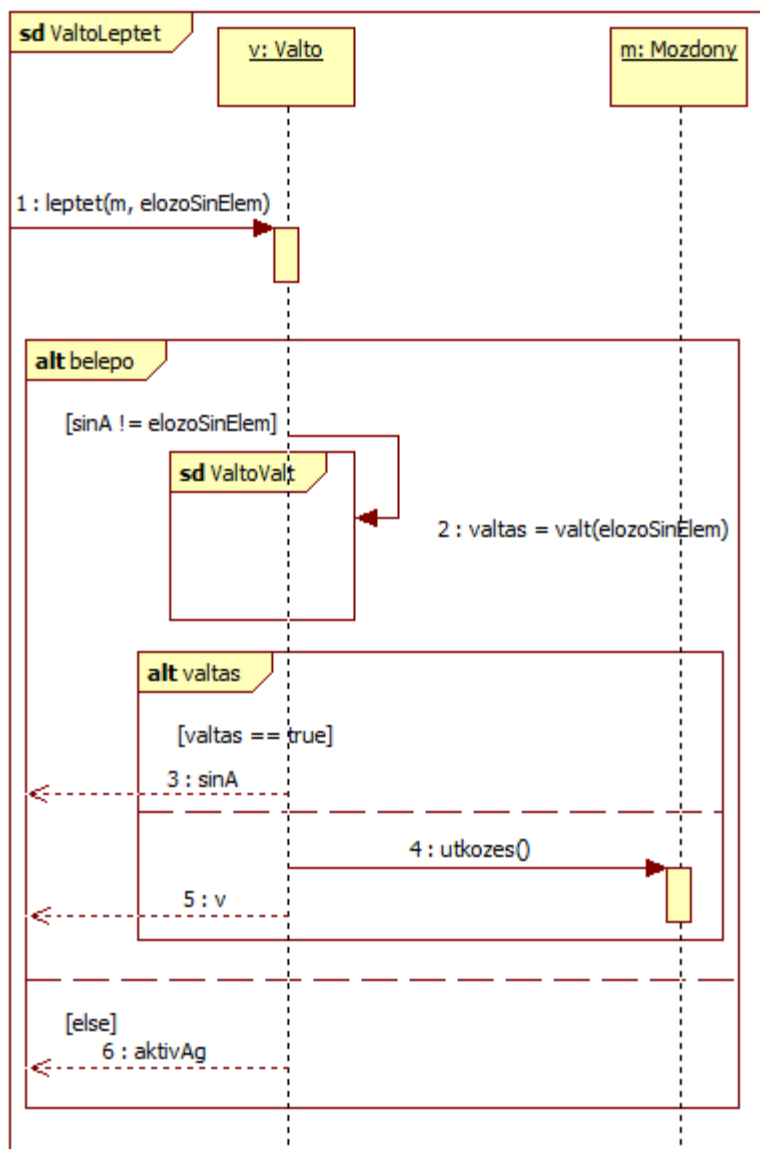 sd ValtoLeptet
v: Valto
m: Mozdony
1 : leptet(m, elozoSinElem)
alt belepo
[sinA != elozoSinElem]
sd ValtoValt
2 : valtas = valt(elozoSinElem)
alt valtas
[valtas == true]
3 : sinA
4 : utkozes()
5 : v
[else]
6 : aktivAg